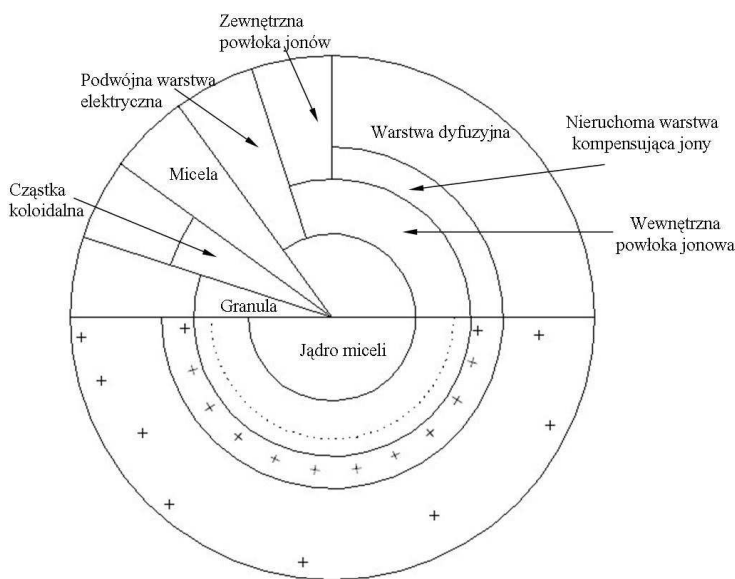 Zewnętrzna
powłoka jonów
Podwójna warstwa
elektryczna
Warstwa dyfuzyjna
Nieruchoma warstwa
kompensująca jony
Micela
Cząstka
koloidalna
Wewnętrzna
powłoka jonowa
Granula
Jądro miceli